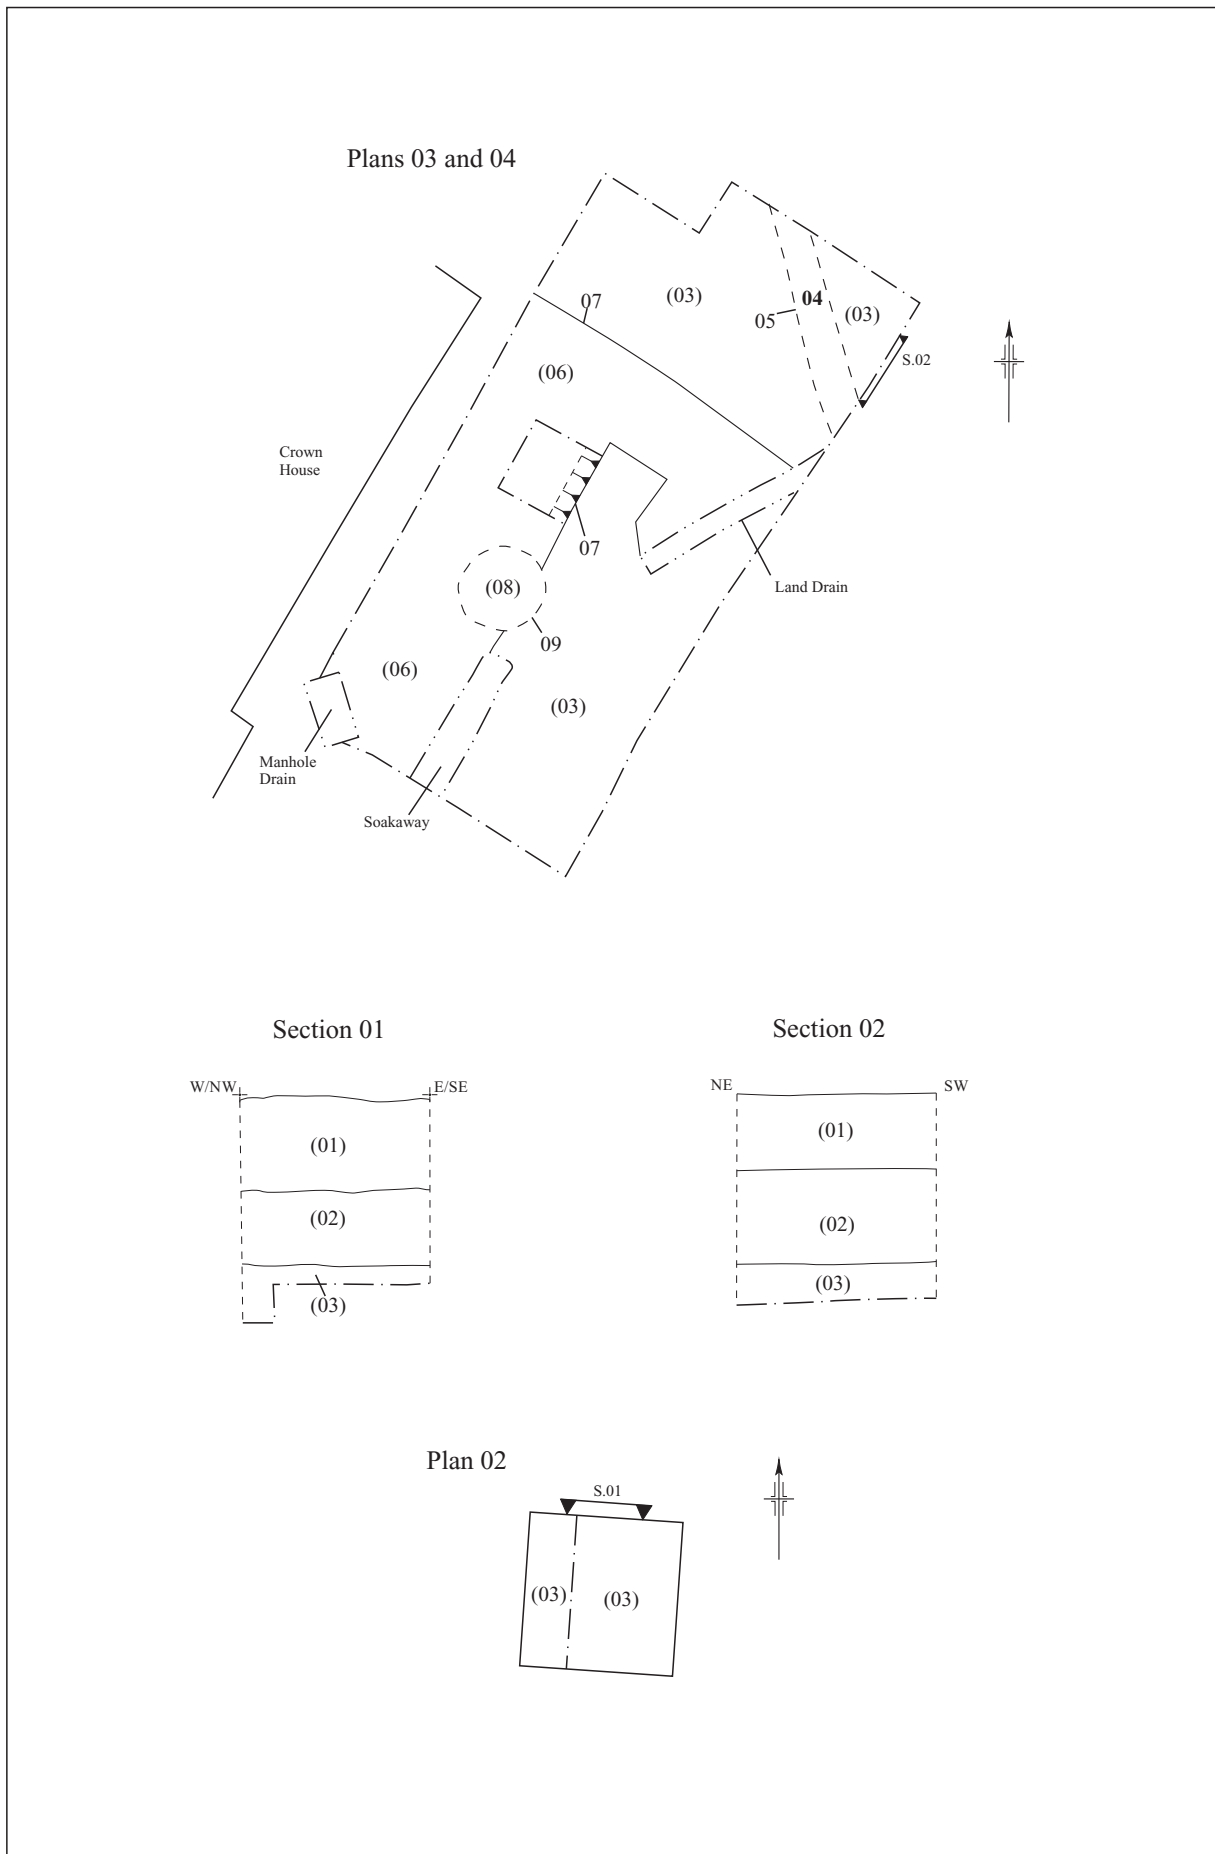 Plans 03 and 04
07
(03)
04
05
(03)
S.02
(06)
Crown
House
07
(08)
Land Drain
09
(06)
(03)
Manhole
Drain
Soakaway
Section 01
Section 02
W/NW
E/SE
NE
SW
(01)
(01)
(02)
(02)
(03)
(03)
Plan 02
S.01
(03)
(03)